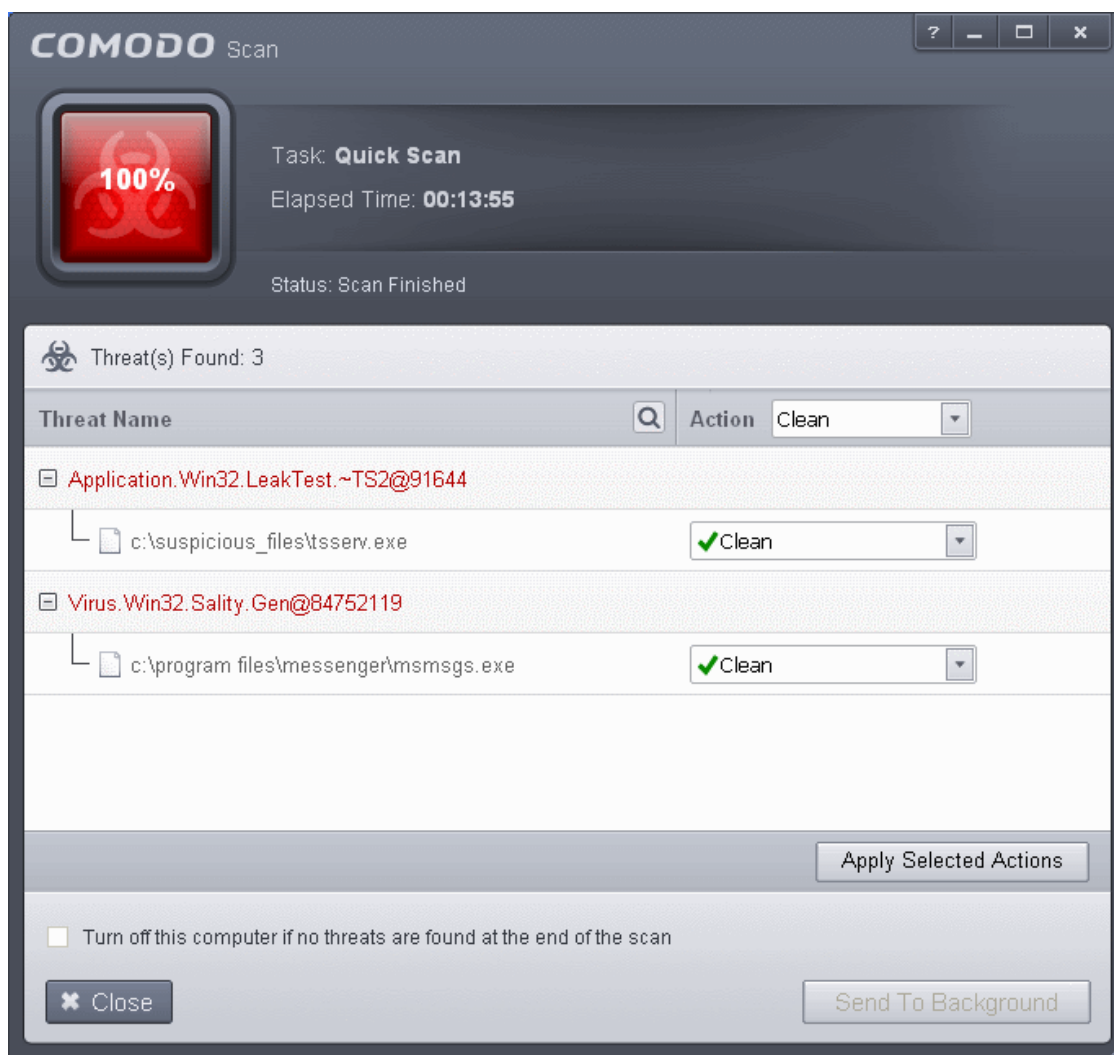 COMODO Scan
?
100%
Task: Quick Scan
Elapsed Time: 00:13:55
Status: Scan Finished
Threat(s) Found: 3
Threat Name
Action Clean
Application.Win32.LeakTest.~TS2@91644
c:\suspicious_files\tsserv.exe
Clean
Virus.Win32.Sality.Gen@84752119
c:\program files\messenger\msmsgs.exe
Clean
Apply Selected Actions
Turn off this computer if no threats are found at the end of the scan
Close
Send To Background